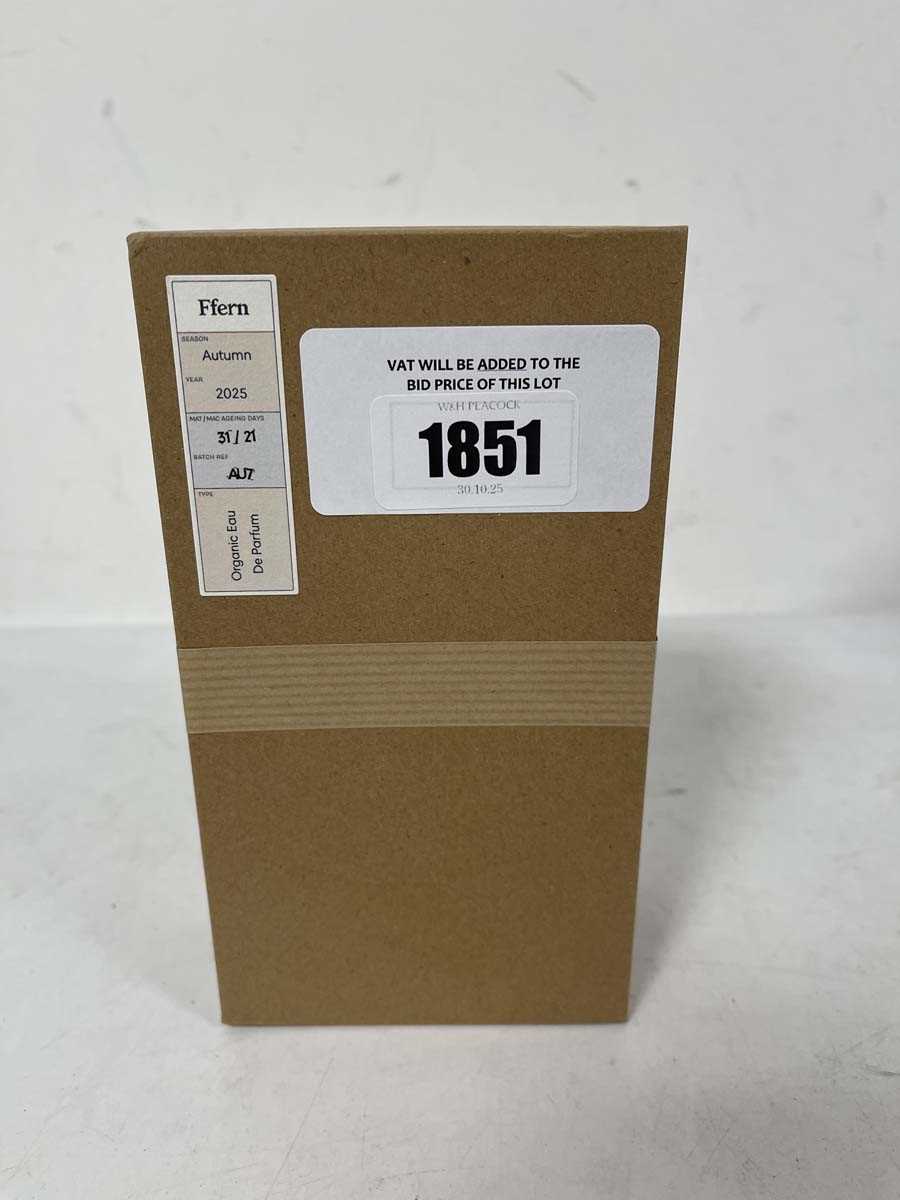 Ffern
SEASON
Autumn
YEAR
2025
MAT/MAC AGEING DAYS
31 / 21
BATCH REF
AU7
TYPE
Organic Eau
De Parfum
VAT WILL BE ADDED TO THE
BID PRICE OF THIS LOT
W&H PEACOCK
1851
30.10.25